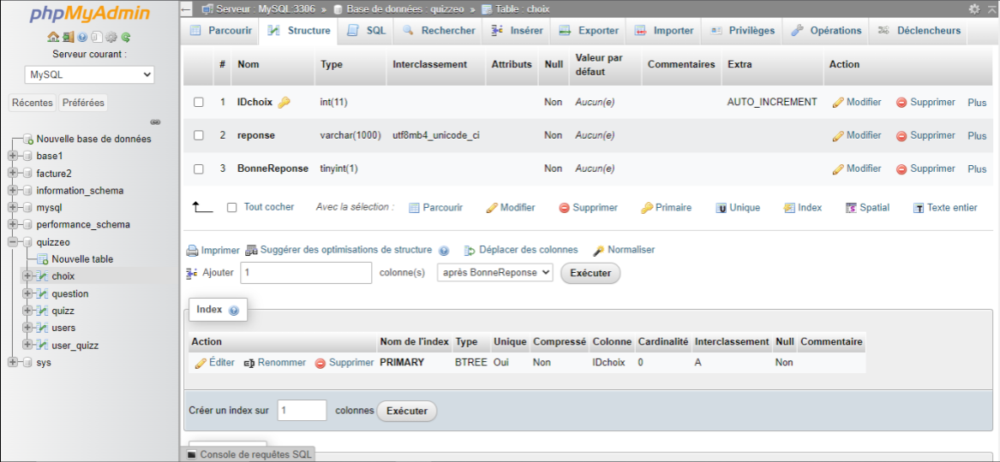 phpMyAdmin
Serveur courant :
MySQL
Récentes Préférées
Nouvelle base de données
base1
facture2
information_schema
mysql
performance_schema
quizzeo
Nouvelle table
choix
question
quizz
users
user_quizz
sys
Serveur : MySQL:3306 » Base de données : quizzeo » Table : choix
Parcourir Structure SQL Rechercher Insérer Exporter Importer Privilèges Opérations Déclencheurs
# Nom Type Interclassement Attributs Null Valeur par défaut Commentaires Extra Action
1 IDchoix int(11) Non Aucun(e) AUTO_INCREMENT Modifier Supprimer Plus
2 reponse varchar(1000) utf8mb4_unicode_ci Non Aucun(e) Modifier Supprimer Plus
3 BonneReponse tinyint(1) Non Aucun(e) Modifier Supprimer Plus
Tout cocher Avec la sélection : Parcourir Modifier Supprimer Primaire Unique Index Spatial Texte entier
Imprimer Suggérer des optimisations de structure Déplacer des colonnes Normaliser
Ajouter 1 colonne(s) après BonneReponse Exécuter
Index
Action Nom de l'index Type Unique Compressé Colonne Cardinalité Interclassement Null Commentaire
Éditer Renommer Supprimer PRIMARY BTREE Oui Non IDchoix 0 A Non
Créer un index sur 1 colonnes Exécuter
Console de requêtes SQL